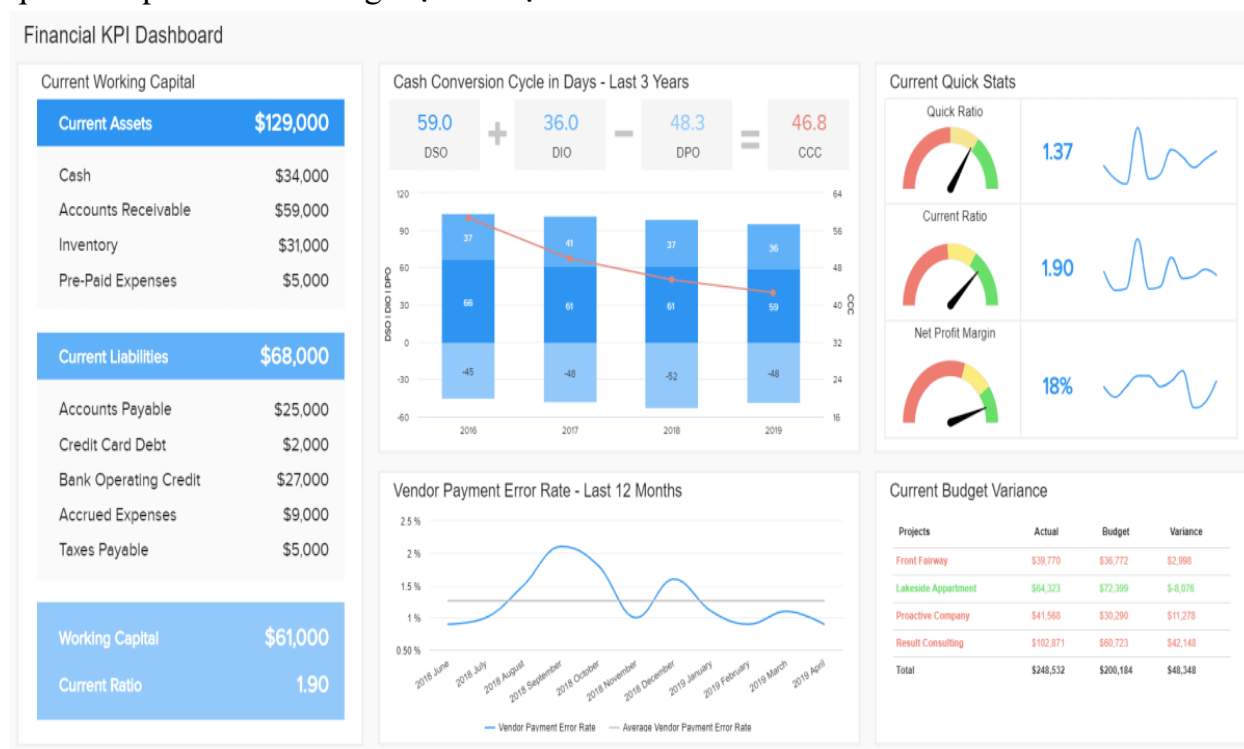 Financial KPI Dashboard
Current Working Capital
Current Assets $129,000
Cash $34,000
Accounts Receivable $59,000
Inventory $31,000
Pre-Paid Expenses $5,000
Current Liabilities $68,000
Accounts Payable $25,000
Credit Card Debt $2,000
Bank Operating Credit $27,000
Accrued Expenses $9,000
Taxes Payable $5,000
Working Capital $61,000
Current Ratio 1.90
Cash Conversion Cycle in Days - Last 3 Years
59.0 + 36.0 − 48.3 = 46.8
DSO DIO DPO CCC
DSO | DIO | DPO
120
90
60
30
0
-30
-60
37 41 37 36
66 61 61 59
-45 -48 -52 -48
2016 2017 2018 2019
64
56
48
40
32
24
16
CCC
Vendor Payment Error Rate - Last 12 Months
2.5 %
2 %
1.5 %
1 %
0.50 %
2018 June 2018 July 2018 August 2018 September 2018 October 2018 November 2018 December 2019 January 2019 February 2019 March 2019 April
Vendor Payment Error Rate Average Vendor Payment Error Rate
Current Quick Stats
Quick Ratio
1.37
Current Ratio
1.90
Net Profit Margin
18%
Current Budget Variance
Projects Actual Budget Variance
Front Fairway $39,770 $36,772 $2,998
Lakeside Appartment $64,323 $72,399 $-8,076
Proactive Company $41,568 $30,290 $11,278
Result Consulting $102,871 $60,723 $42,148
Total $248,532 $200,184 $48,348